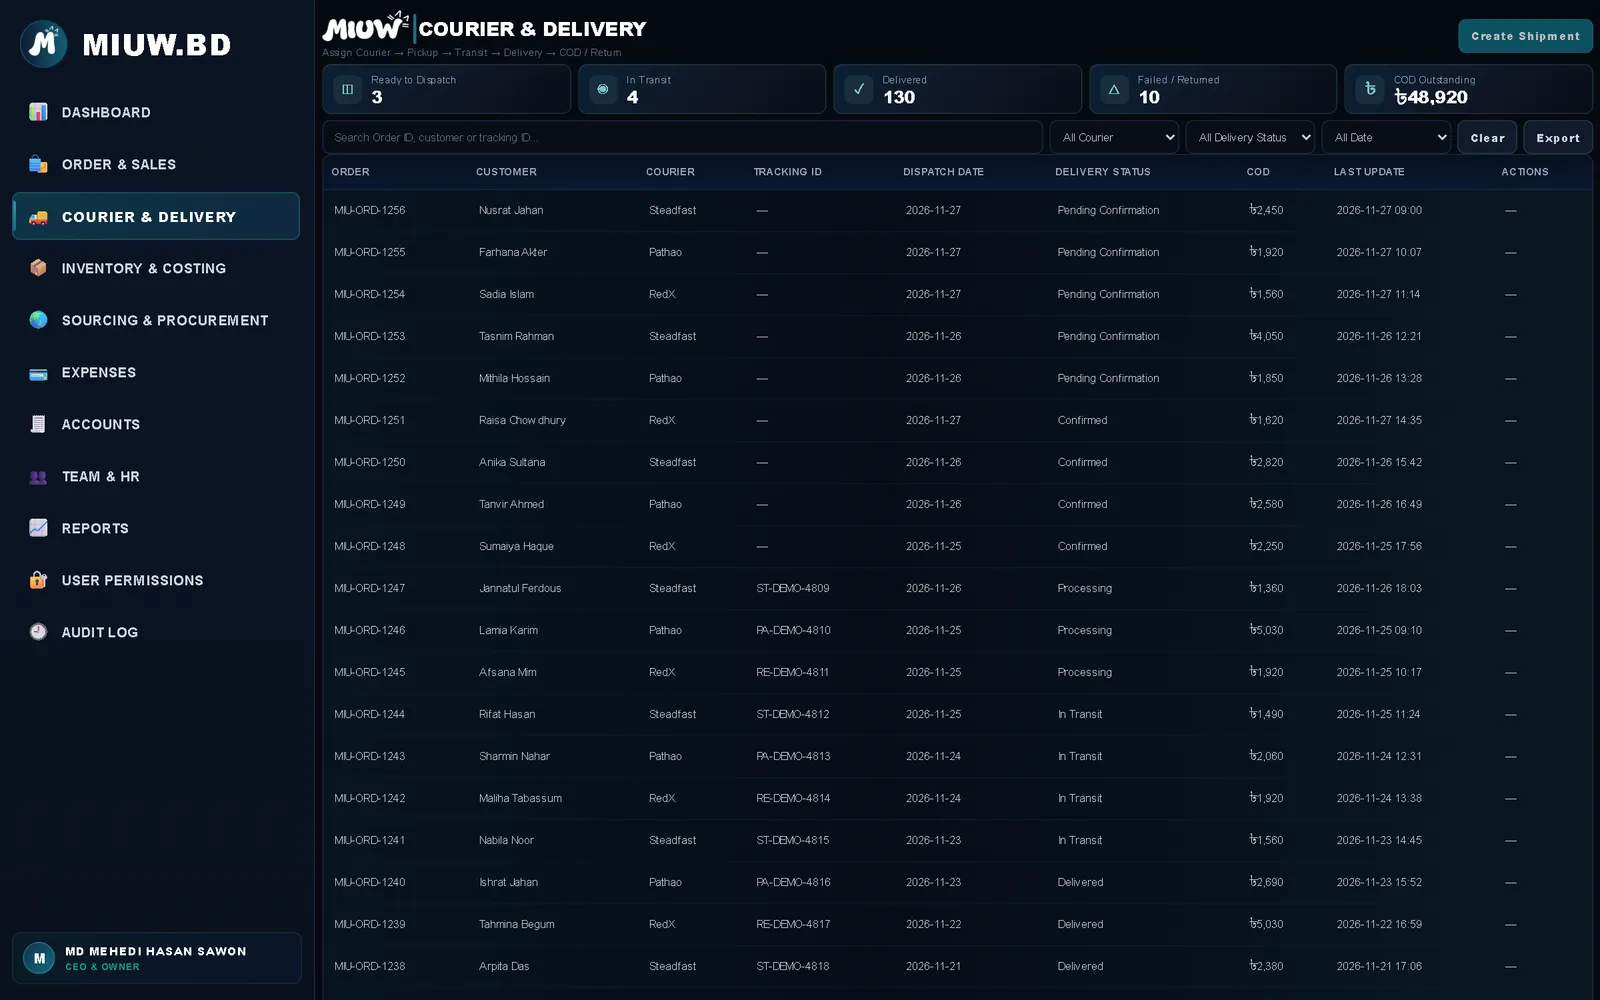 MIUW.BD
DASHBOARD
ORDER & SALES
COURIER & DELIVERY
INVENTORY & COSTING
SOURCING & PROCUREMENT
EXPENSES
ACCOUNTS
TEAM & HR
REPORTS
USER PERMISSIONS
AUDIT LOG
M
MD MEHEDI HASAN SAWON
CEO & OWNER
MIUW COURIER & DELIVERY
Assign Courier → Pickup → Transit → Delivery → COD / Return
Create Shipment
Ready to Dispatch
3
In Transit
4
Delivered
130
Failed / Returned
10
৳
COD Outstanding
৳48,920
Search Order ID, customer or tracking ID...
All Courier
All Delivery Status
All Date
Clear
Export
ORDER CUSTOMER COURIER TRACKING ID DISPATCH DATE DELIVERY STATUS COD LAST UPDATE ACTIONS
MIU-ORD-1256 Nusrat Jahan Steadfast — 2026-11-27 Pending Confirmation ৳2,450 2026-11-27 09:00 —
MIU-ORD-1255 Farhana Akter Pathao — 2026-11-27 Pending Confirmation ৳1,920 2026-11-27 10:07 —
MIU-ORD-1254 Sadia Islam RedX — 2026-11-27 Pending Confirmation ৳1,560 2026-11-27 11:14 —
MIU-ORD-1253 Tasnim Rahman Steadfast — 2026-11-26 Pending Confirmation ৳4,050 2026-11-26 12:21 —
MIU-ORD-1252 Mithila Hossain Pathao — 2026-11-26 Pending Confirmation ৳1,850 2026-11-26 13:28 —
MIU-ORD-1251 Raisa Chowdhury RedX — 2026-11-27 Confirmed ৳1,620 2026-11-27 14:35 —
MIU-ORD-1250 Anika Sultana Steadfast — 2026-11-26 Confirmed ৳2,820 2026-11-26 15:42 —
MIU-ORD-1249 Tanvir Ahmed Pathao — 2026-11-26 Confirmed ৳2,580 2026-11-26 16:49 —
MIU-ORD-1248 Sumaiya Haque RedX — 2026-11-25 Confirmed ৳2,250 2026-11-25 17:56 —
MIU-ORD-1247 Jannatul Ferdous Steadfast ST-DEMO-4809 2026-11-26 Processing ৳1,360 2026-11-26 18:03 —
MIU-ORD-1246 Lamia Karim Pathao PA-DEMO-4810 2026-11-25 Processing ৳5,030 2026-11-25 09:10 —
MIU-ORD-1245 Afsana Mim RedX RE-DEMO-4811 2026-11-25 Processing ৳1,920 2026-11-25 10:17 —
MIU-ORD-1244 Rifat Hasan Steadfast ST-DEMO-4812 2026-11-25 In Transit ৳1,490 2026-11-25 11:24 —
MIU-ORD-1243 Sharmin Nahar Pathao PA-DEMO-4813 2026-11-24 In Transit ৳2,060 2026-11-24 12:31 —
MIU-ORD-1242 Maliha Tabassum RedX RE-DEMO-4814 2026-11-24 In Transit ৳1,920 2026-11-24 13:38 —
MIU-ORD-1241 Nabila Noor Steadfast ST-DEMO-4815 2026-11-23 In Transit ৳1,560 2026-11-23 14:45 —
MIU-ORD-1240 Ishrat Jahan Pathao PA-DEMO-4816 2026-11-23 Delivered ৳2,690 2026-11-23 15:52 —
MIU-ORD-1239 Tahmina Begum RedX RE-DEMO-4817 2026-11-22 Delivered ৳5,030 2026-11-22 16:59 —
MIU-ORD-1238 Arpita Das Steadfast ST-DEMO-4818 2026-11-21 Delivered ৳2,380 2026-11-21 17:06 —